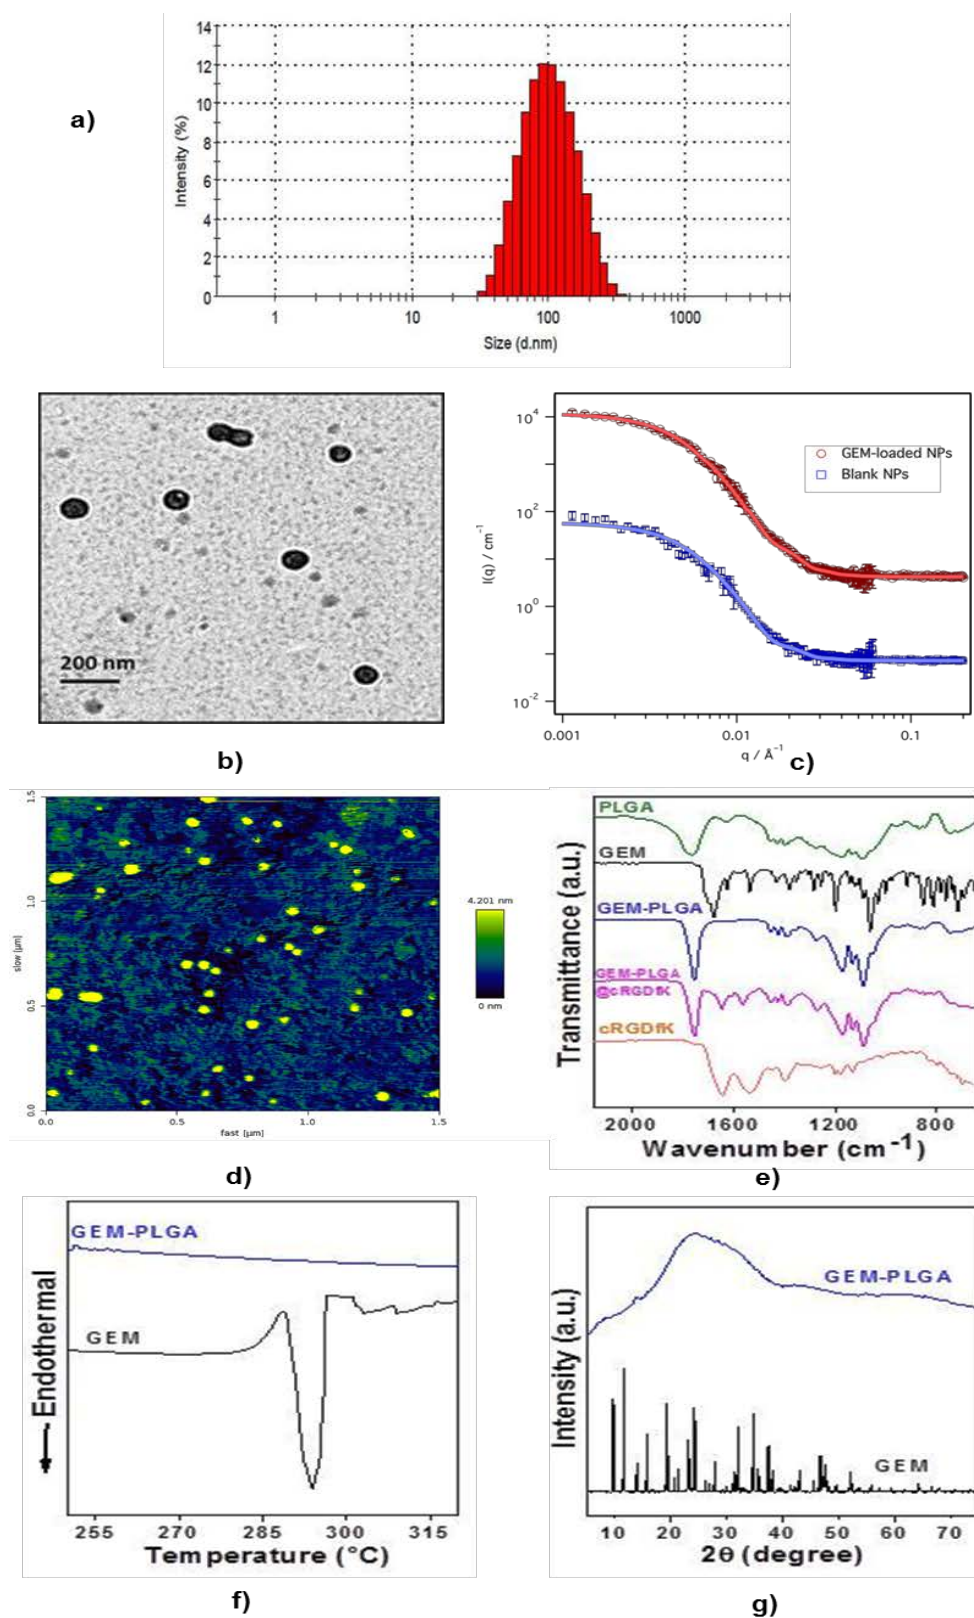 a)
14
12
10
8
6
4
2
0
Intensity (%)
1 10 100 1000
Size (d.nm)
200 nm
b)
10⁴
10²
10⁰
10⁻²
I(q) / cm⁻¹
GEM-loaded NPs
Blank NPs
0.001 0.01 0.1
q / Å⁻¹
c)
1.5
1.0
0.5
0.0
slow [µm]
0.0 0.5 1.0 1.5
fast [µm]
4.201 nm
0 nm
d)
PLGA
GEM
GEM-PLGA
GEM-PLGA
@cRGDfK
cRGDfK
Transmittance (a.u.)
2000 1600 1200 800
Wavenumber (cm⁻¹)
e)
GEM-PLGA
GEM
Endothermal
255 270 285 300 315
Temperature (°C)
f)
GEM-PLGA
GEM
Intensity (a.u.)
10 20 30 40 50 60 70
2θ (degree)
g)